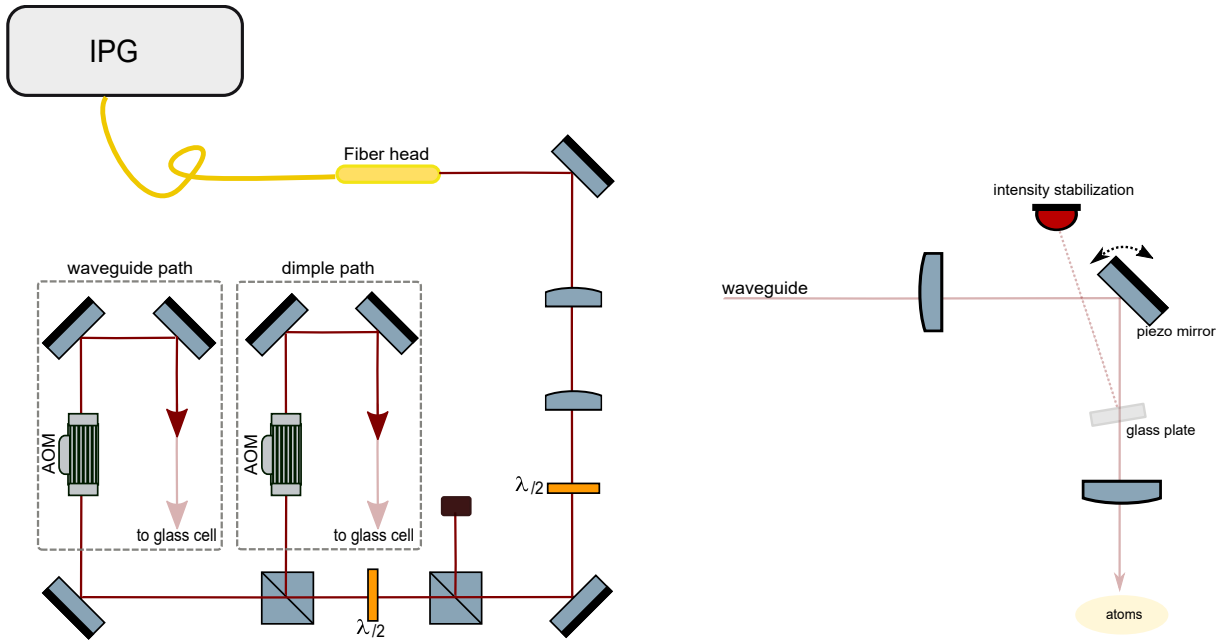 IPG
Fiber head
waveguide path
dimple path
AOM
AOM
to glass cell
to glass cell
λ/2
λ/2
intensity stabilization
waveguide
piezo mirror
glass plate
atoms